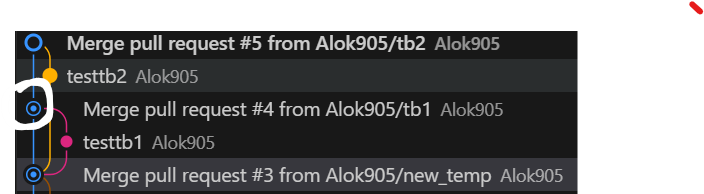 Merge pull request #5 from Alok905/tb2 Alok905
testtb2 Alok905
Merge pull request #4 from Alok905/tb1 Alok905
testtb1 Alok905
Merge pull request #3 from Alok905/new_temp Alok905